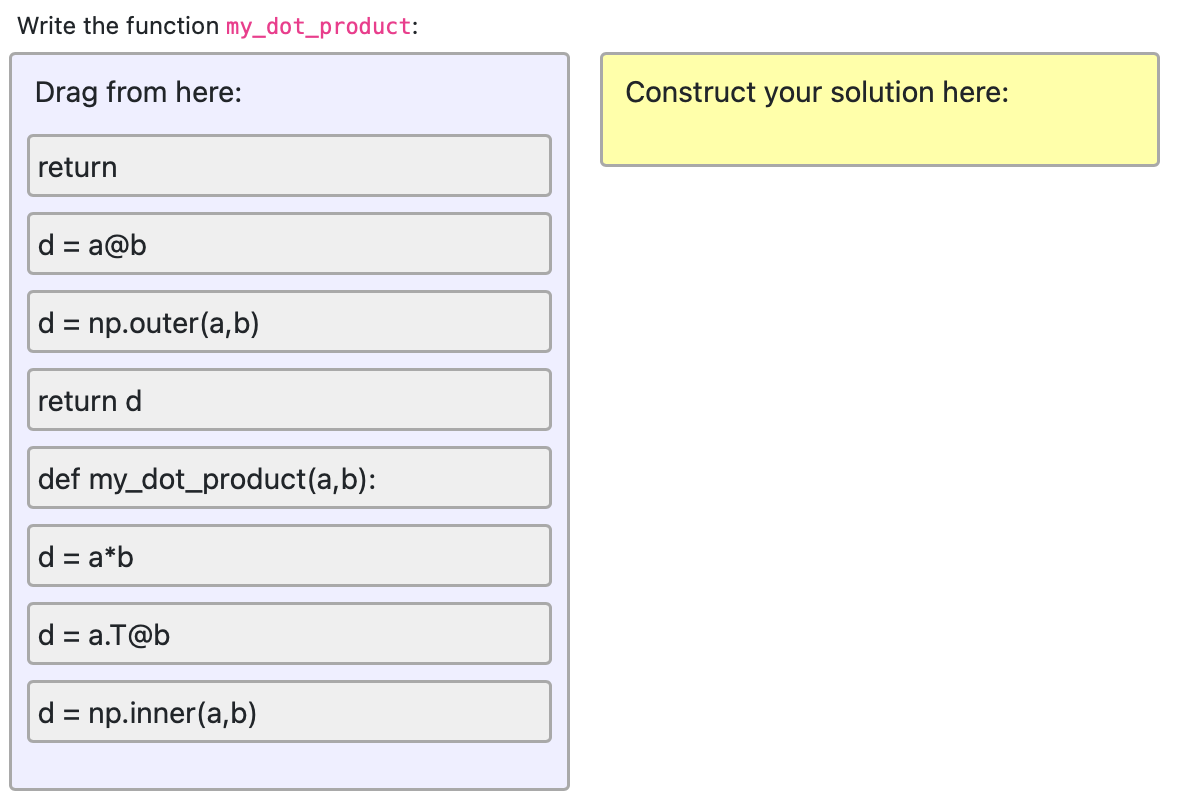 Write the function my_dot_product:
Drag from here:
return
d = a@b
d = np.outer(a,b)
return d
def my_dot_product(a,b):
d = a*b
d = a.T@b
d = np.inner(a,b)
Construct your solution here: